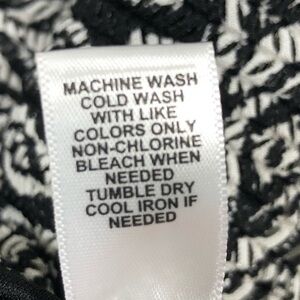 MACHINE WASH
COLD WASH
WITH LIKE
COLORS ONLY
NON-CHLORINE
BLEACH WHEN
NEEDED
TUMBLE DRY
COOL IRON IF
NEEDED